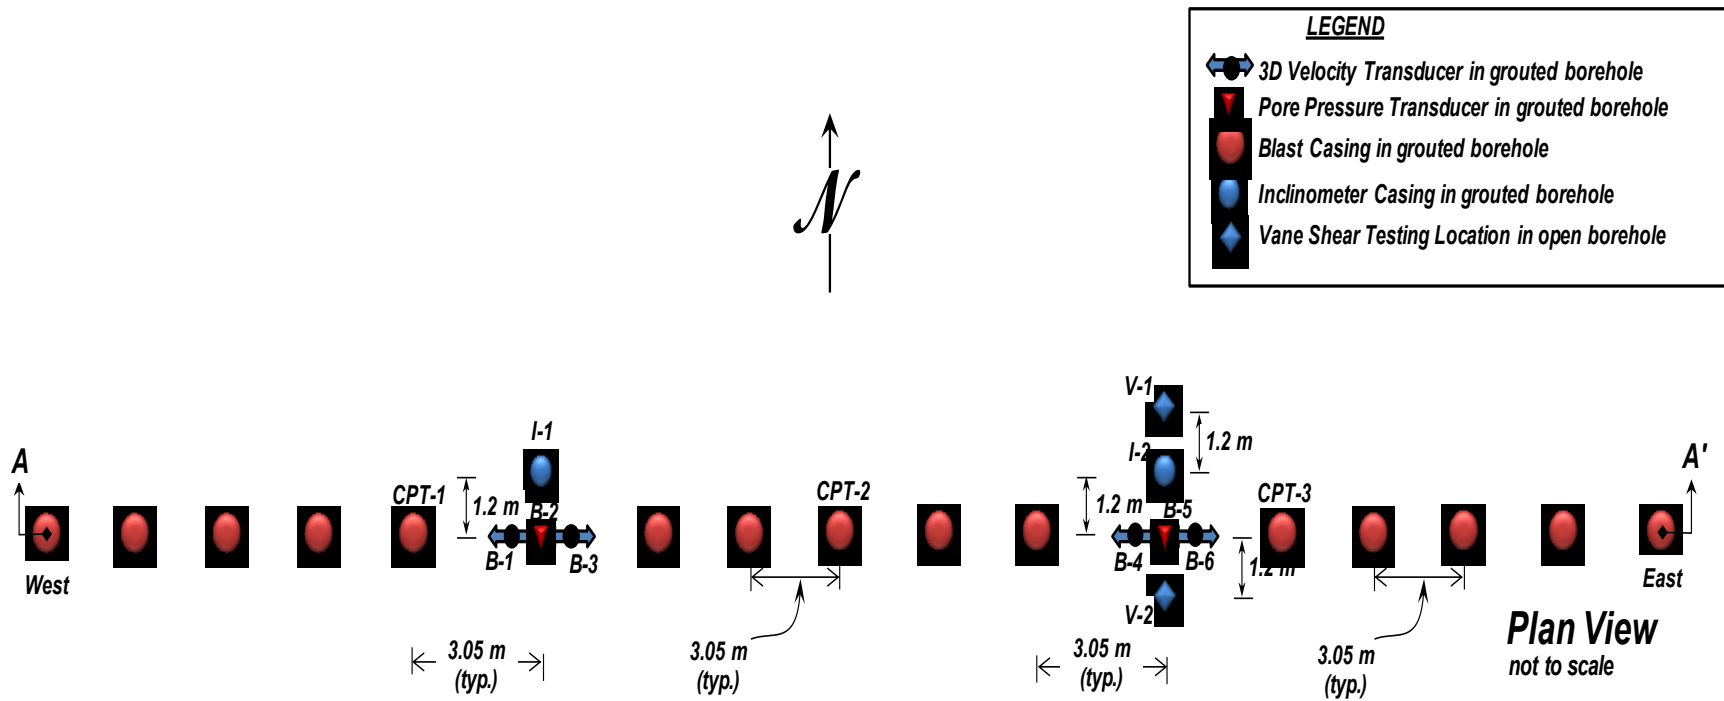 LEGEND
3D Velocity Transducer in grouted borehole
Pore Pressure Transducer in grouted borehole
Blast Casing in grouted borehole
Inclinometer Casing in grouted borehole
Vane Shear Testing Location in open borehole
N
V-1
I-1
1.2 m
I-2
A
A'
CPT-1
1.2 m
B-2
CPT-2
1.2 m
B-5
CPT-3
B-1
B-3
B-4
B-6
1.2 m
West
East
V-2
Plan View
not to scale
3.05 m
(typ.)
3.05 m
(typ.)
3.05 m
(typ.)
3.05 m
(typ.)